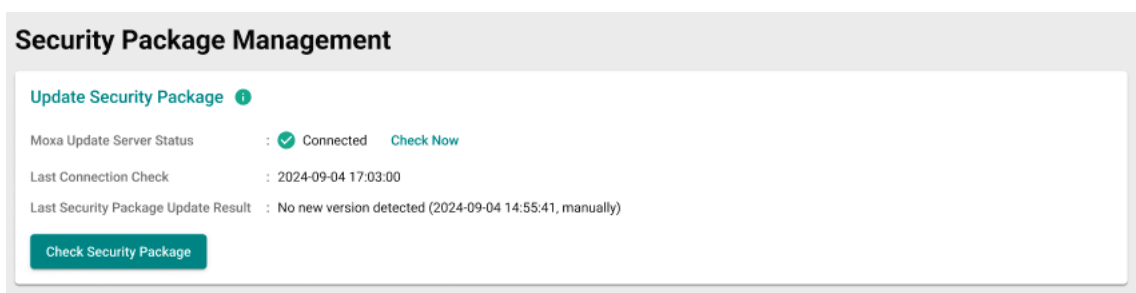 Security Package Management
Update Security Package
Moxa Update Server Status : Connected Check Now
Last Connection Check : 2024-09-04 17:03:00
Last Security Package Update Result : No new version detected (2024-09-04 14:55:41, manually)
Check Security Package